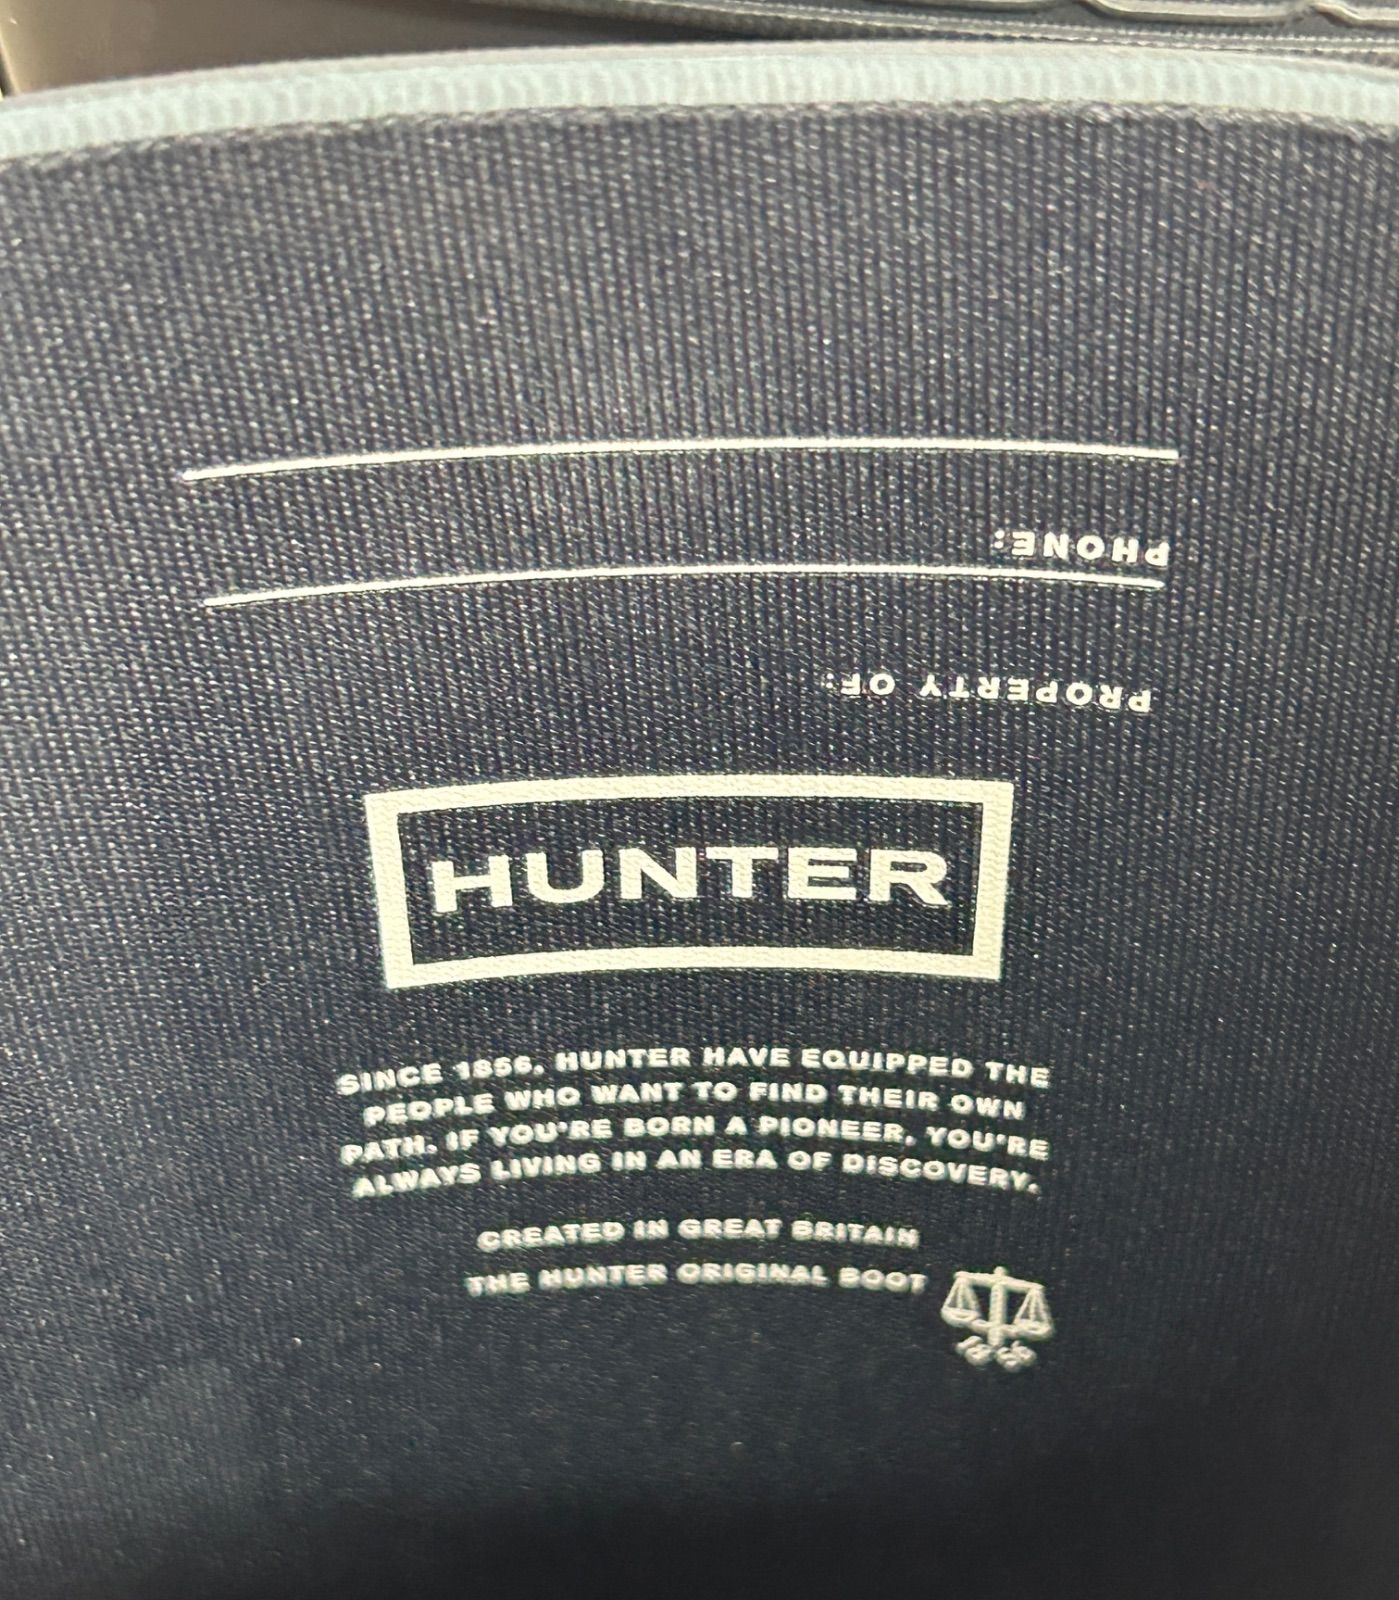 PHONE:
PROPERTY OF:
HUNTER
SINCE 1856, HUNTER HAVE EQUIPPED THE
PEOPLE WHO WANT TO FIND THEIR OWN
PATH. IF YOU'RE BORN A PIONEER, YOU'RE
ALWAYS LIVING IN AN ERA OF DISCOVERY.
CREATED IN GREAT BRITAIN
THE HUNTER ORIGINAL BOOT